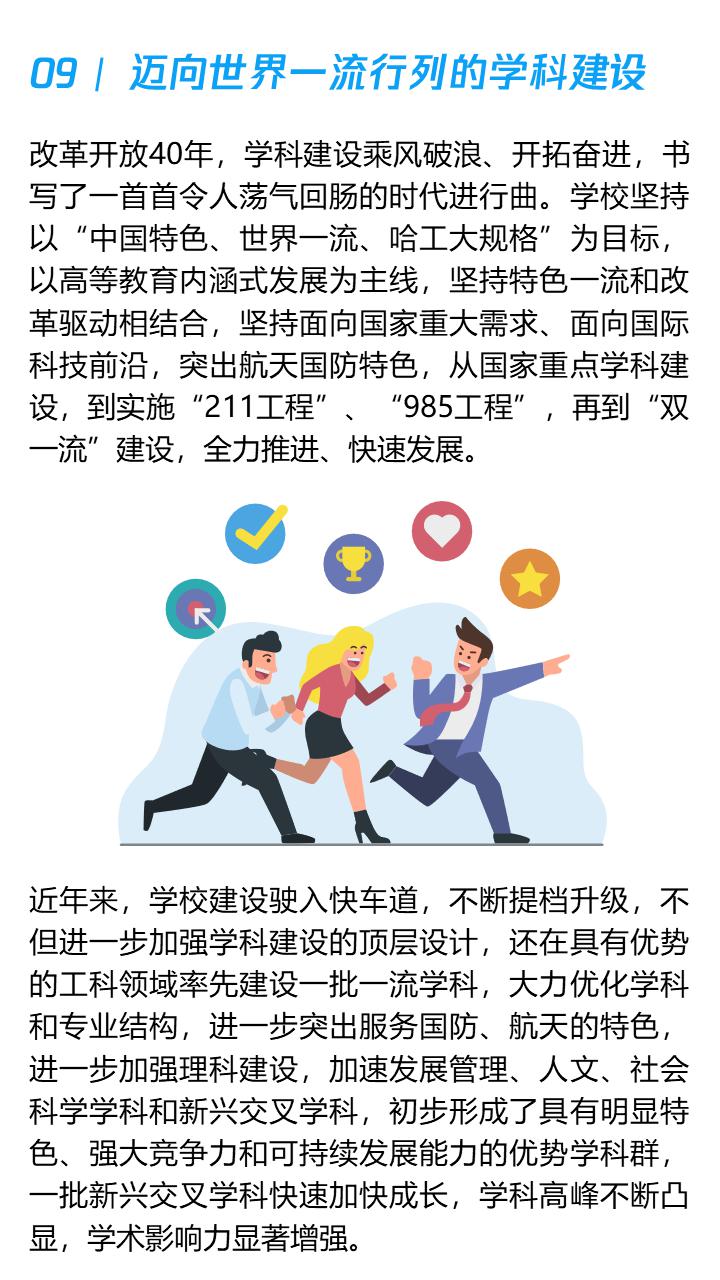 09 | 迈向世界一流行列的学科建设
改革开放40年，学科建设乘风破浪、开拓奋进，书
写了一首首令人荡气回肠的时代进行曲。学校坚持
以“中国特色、世界一流、哈工大规格”为目标，
以高等教育内涵式发展为主线，坚持特色一流和改
革驱动相结合，坚持面向国家重大需求、面向国际
科技前沿，突出航天国防特色，从国家重点学科建
设，到实施“211工程”、“985工程”，再到“双
一流”建设，全力推进、快速发展。
近年来，学校建设驶入快车道，不断提档升级，不
但进一步加强学科建设的顶层设计，还在具有优势
的工科领域率先建设一批一流学科，大力优化学科
和专业结构，进一步突出服务国防、航天的特色，
进一步加强理科建设，加速发展管理、人文、社会
科学学科和新兴交叉学科，初步形成了具有明显特
色、强大竞争力和可持续发展能力的优势学科群，
一批新兴交叉学科快速加快成长，学科高峰不断凸
显，学术影响力显著增强。